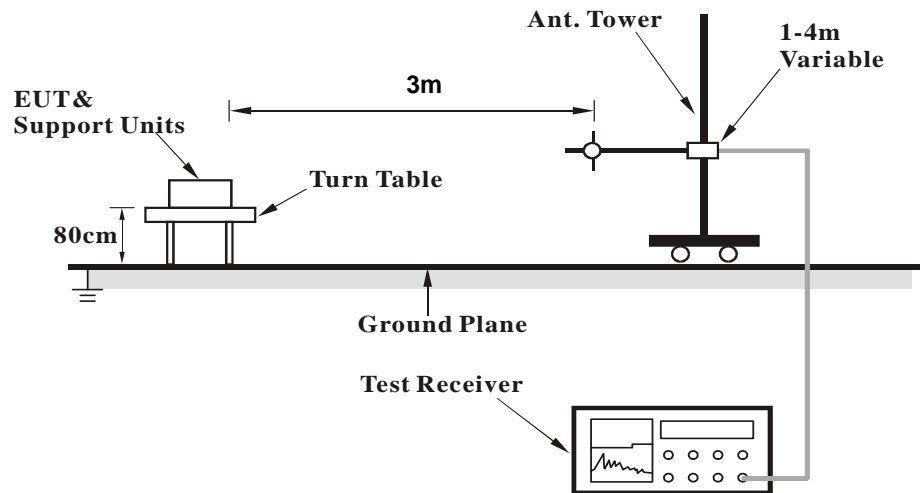 Ant. Tower
1-4m
Variable
3m
EUT&
Support Units
Turn Table
80cm
Ground Plane
Test Receiver